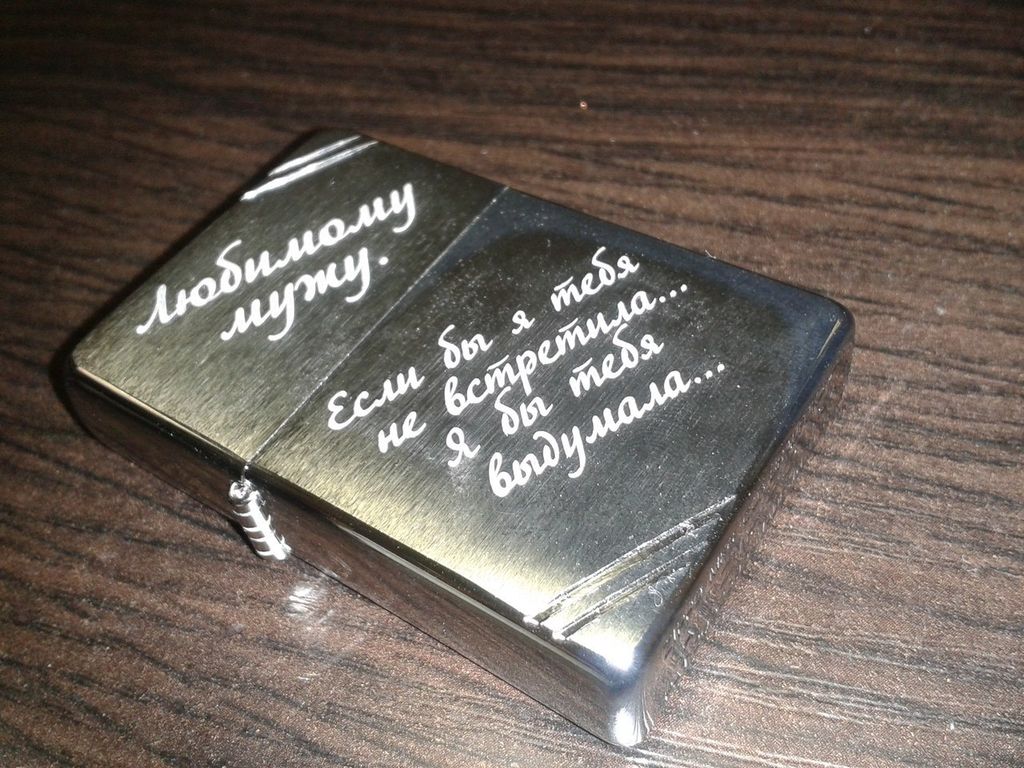 Любимому
мужу.
Если бы я тебя
не встретила...
я бы тебя
выдумала...